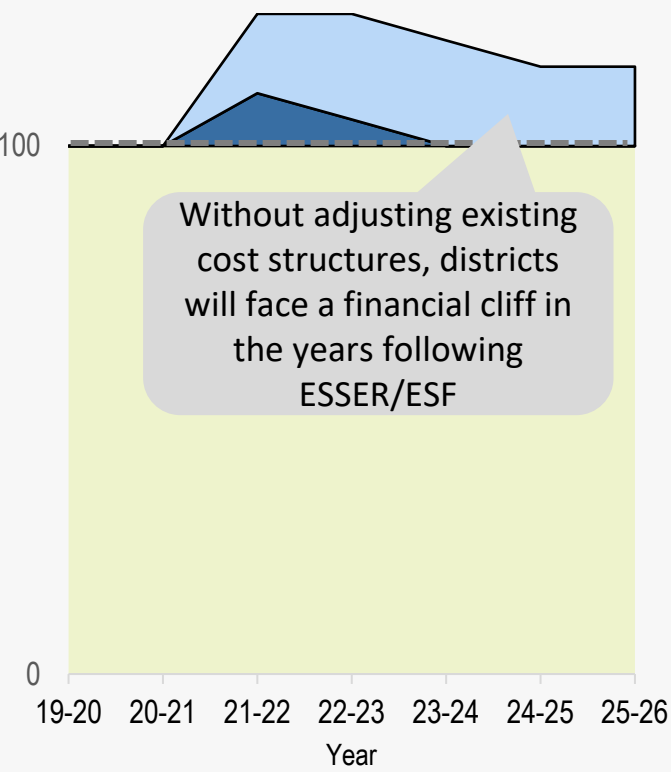 100
Without adjusting existing
cost structures, districts
will face a financial cliff in
the years following
ESSER/ESF
0
19-20 20-21 21-22 22-23 23-24 24-25 25-26
Year